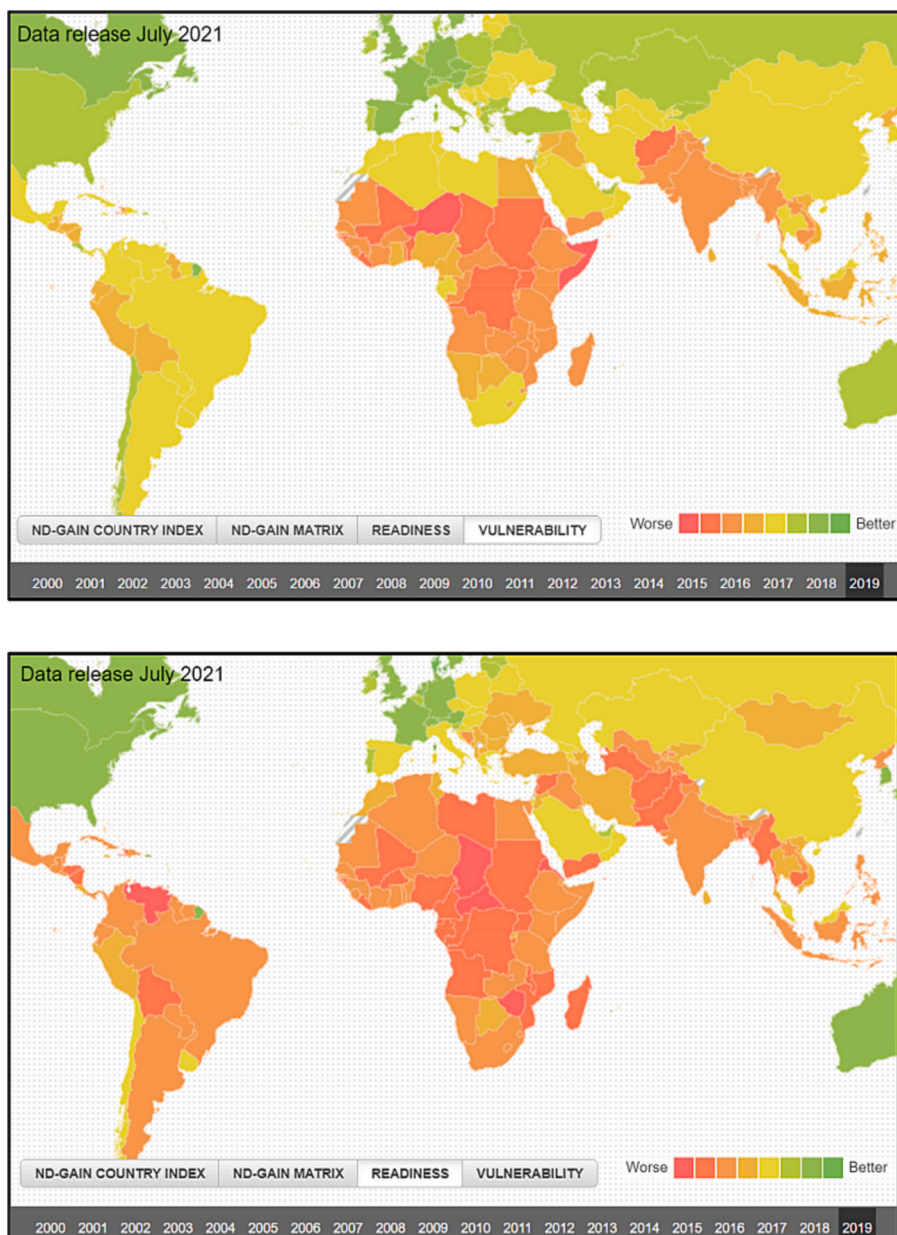 Data release July 2021
ND-GAIN COUNTRY INDEX ND-GAIN MATRIX READINESS VULNERABILITY Worse Better
2000 2001 2002 2003 2004 2005 2006 2007 2008 2009 2010 2011 2012 2013 2014 2015 2016 2017 2018 2019
Data release July 2021
ND-GAIN COUNTRY INDEX ND-GAIN MATRIX READINESS VULNERABILITY Worse Better
2000 2001 2002 2003 2004 2005 2006 2007 2008 2009 2010 2011 2012 2013 2014 2015 2016 2017 2018 2019